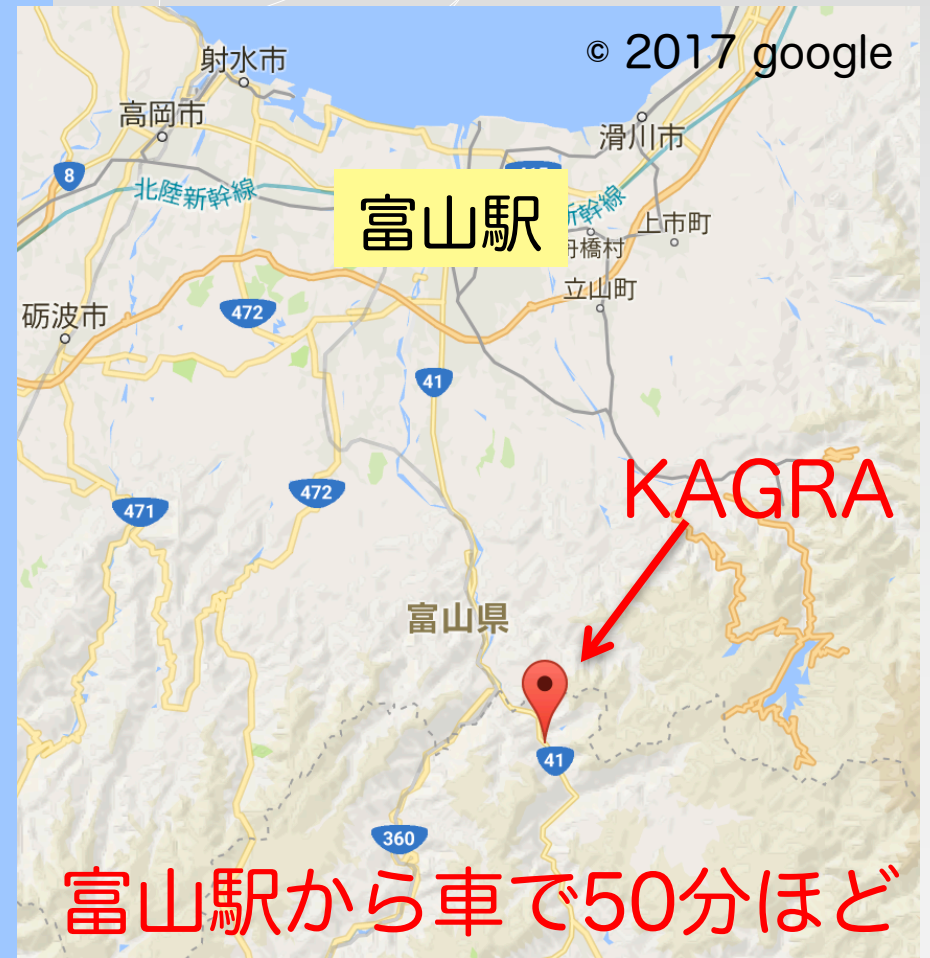 © 2017 google
射水市
高岡市
滑川市
8
北陸新幹線
富山駅
新幹線
上市町
舟橋村
立山町
砺波市
472
41
KAGRA
472
471
富山県
41
360
富山駅から車で50分ほど